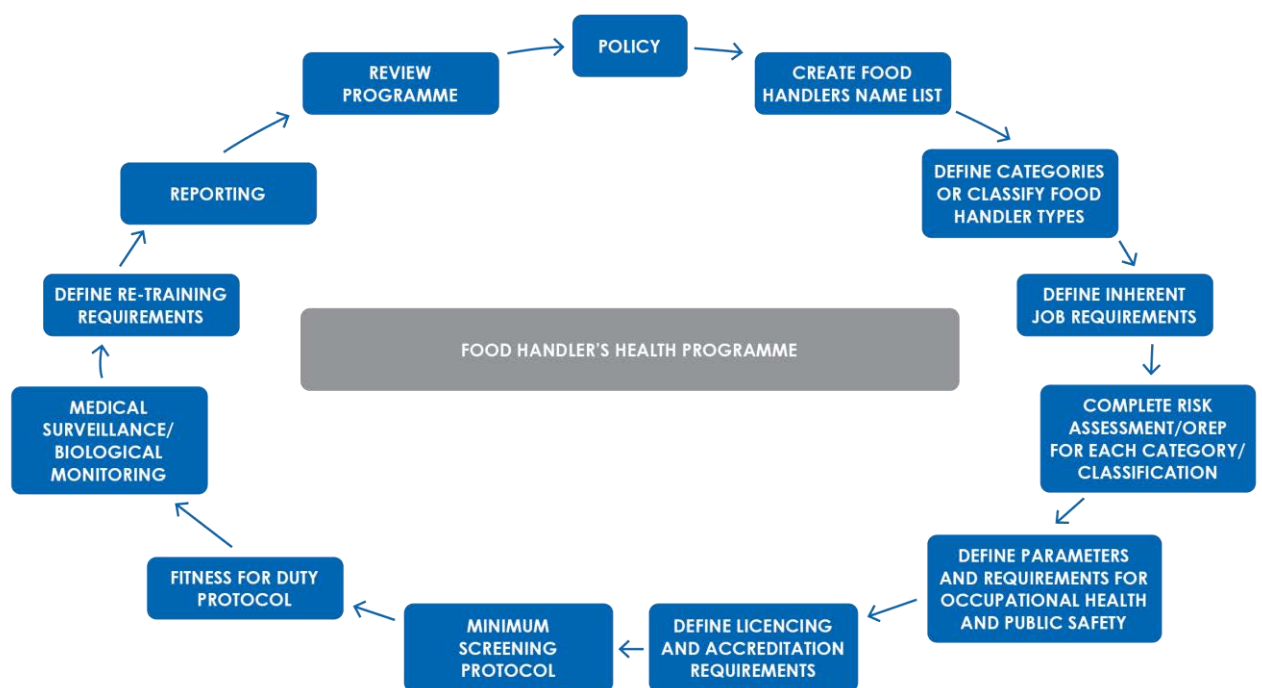 POLICY
CREATE FOOD
HANDLERS NAME LIST
DEFINE CATEGORIES
OR CLASSIFY FOOD
HANDLER TYPES
DEFINE INHERENT
JOB REQUIREMENTS
COMPLETE RISK
ASSESSMENT/OREP
FOR EACH CATEGORY/
CLASSIFICATION
DEFINE PARAMETERS
AND REQUIREMENTS FOR
OCCUPATIONAL HEALTH
AND PUBLIC SAFETY
DEFINE LICENCING
AND ACCREDITATION
REQUIREMENTS
MINIMUM
SCREENING
PROTOCOL
FITNESS FOR DUTY
PROTOCOL
MEDICAL
SURVEILLANCE/
BIOLOGICAL
MONITORING
DEFINE RE-TRAINING
REQUIREMENTS
REPORTING
REVIEW
PROGRAMME
FOOD HANDLER’S HEALTH PROGRAMME